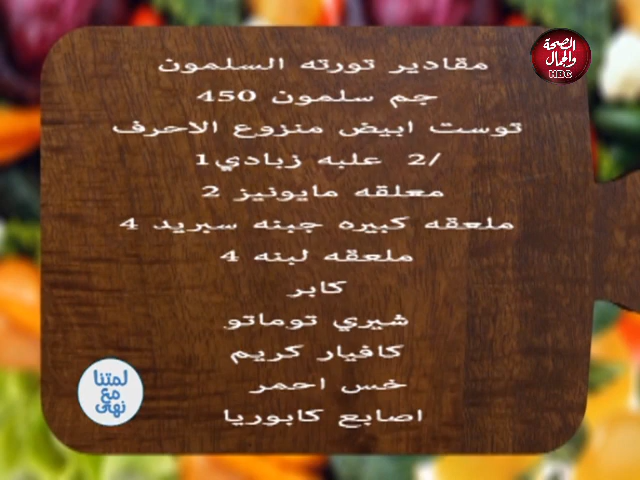 الصحة
والجمال
HBC
مقادير تورته السلمون
جم سلمون 450
توست ابيض منزوع الاحرف
/2 علبه زبادي1
معلقه مايونيز 2
ملعقه كبيره جبنه سبريد 4
ملعقه لبنه 4
كابر
شيري توماتو
كافيار كريم
خس احمر
اصابع كابوريا
لمتنا
مع
نهى